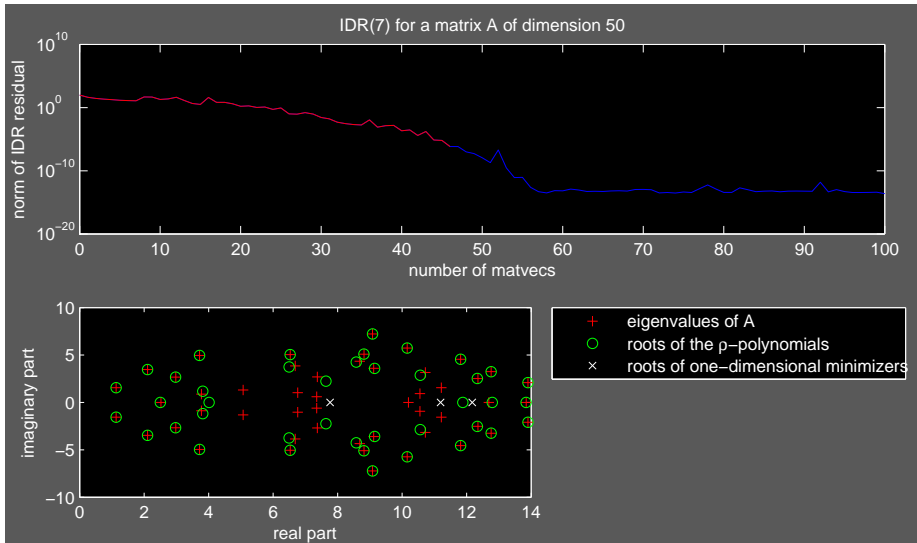 IDR(7) for a matrix A of dimension 50
norm of IDR residual
10^10
10^0
10^−10
10^−20
0 10 20 30 40 50 60 70 80 90 100
number of matvecs
imaginary part
10
5
0
−5
−10
0 2 4 6 8 10 12 14
real part
eigenvalues of A
roots of the ρ−polynomials
roots of one−dimensional minimizers